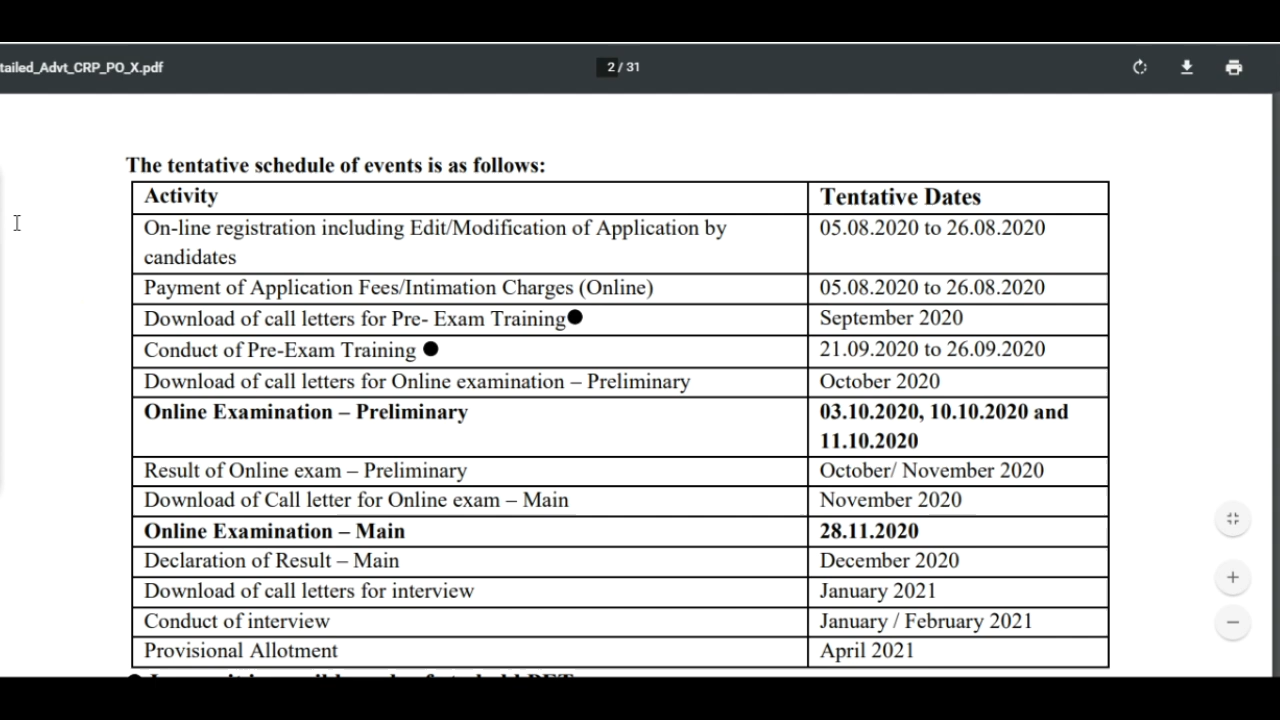 tailed_Advt_CRP_PO_X.pdf 2 / 31
The tentative schedule of events is as follows:
Activity Tentative Dates
On-line registration including Edit/Modification of Application by 05.08.2020 to 26.08.2020
candidates
Payment of Application Fees/Intimation Charges (Online) 05.08.2020 to 26.08.2020
Download of call letters for Pre- Exam Training● September 2020
Conduct of Pre-Exam Training ● 21.09.2020 to 26.09.2020
Download of call letters for Online examination – Preliminary October 2020
Online Examination – Preliminary 03.10.2020, 10.10.2020 and
11.10.2020
Result of Online exam – Preliminary October/ November 2020
Download of Call letter for Online exam – Main November 2020
Online Examination – Main 28.11.2020
Declaration of Result – Main December 2020
Download of call letters for interview January 2021
Conduct of interview January / February 2021
Provisional Allotment April 2021